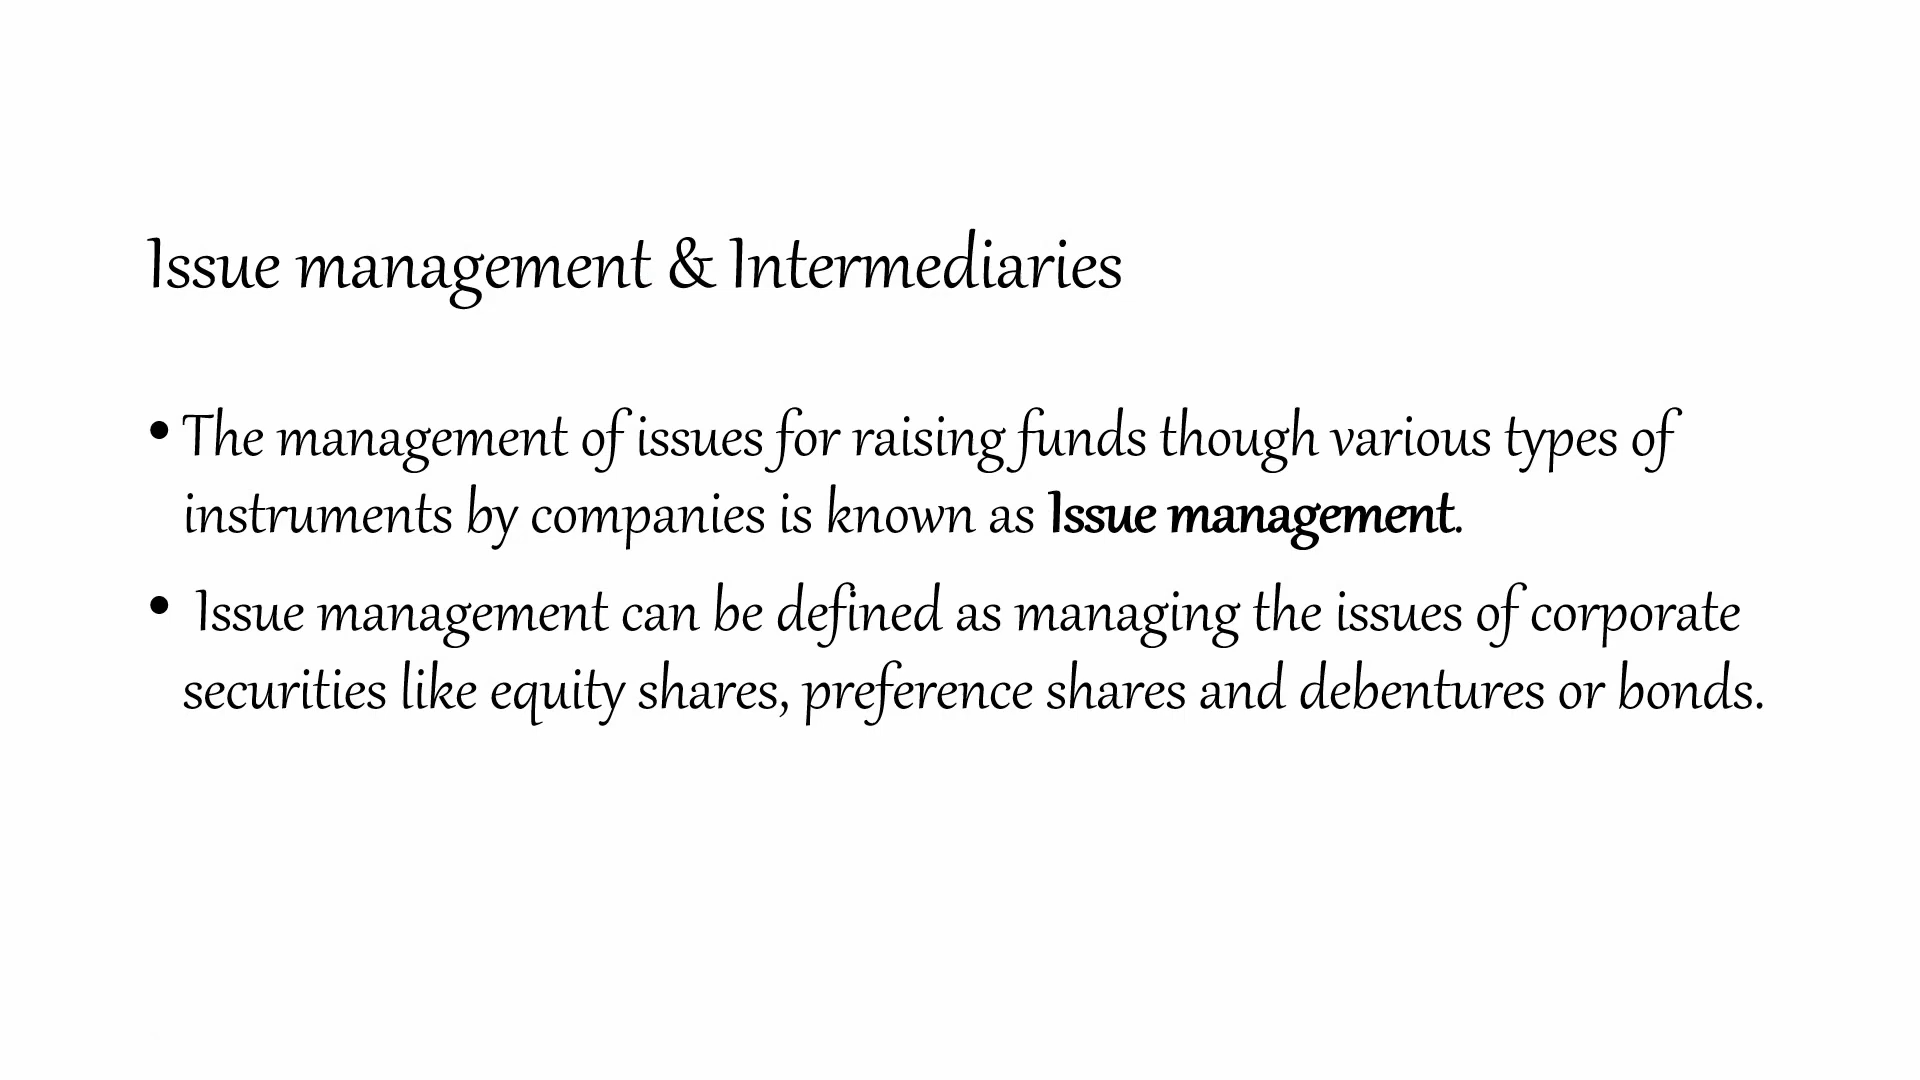 Issue management & Intermediaries
• The management of issues for raising funds though various types of
instruments by companies is known as Issue management.
• Issue management can be defined as managing the issues of corporate
securities like equity shares, preference shares and debentures or bonds.